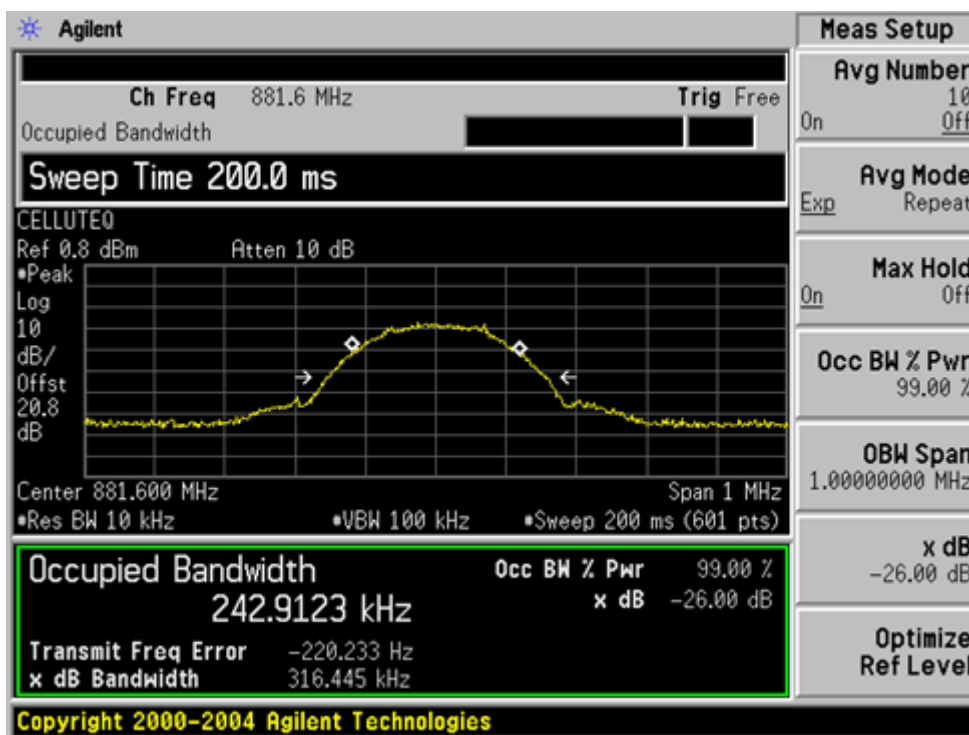 Agilent
Ch Freq 881.6 MHz Trig Free
Occupied Bandwidth
Sweep Time 200.0 ms
CELLUTEQ
Ref 0.8 dBm Atten 10 dB
•Peak
Log
10
dB/
Offst
20.8
dB
Center 881.600 MHz Span 1 MHz
•Res BW 10 kHz •VBW 100 kHz •Sweep 200 ms (601 pts)
Occupied Bandwidth Occ BW % Pwr 99.00 %
242.9123 kHz x dB -26.00 dB
Transmit Freq Error -220.233 Hz
x dB Bandwidth 316.445 kHz
Copyright 2000-2004 Agilent Technologies
Meas Setup
Avg Number
10
On Off
Avg Mode
Exp Repeat
Max Hold
On Off
Occ BW % Pwr
99.00 %
OBW Span
1.00000000 MHz
x dB
-26.00 dB
Optimize
Ref Level